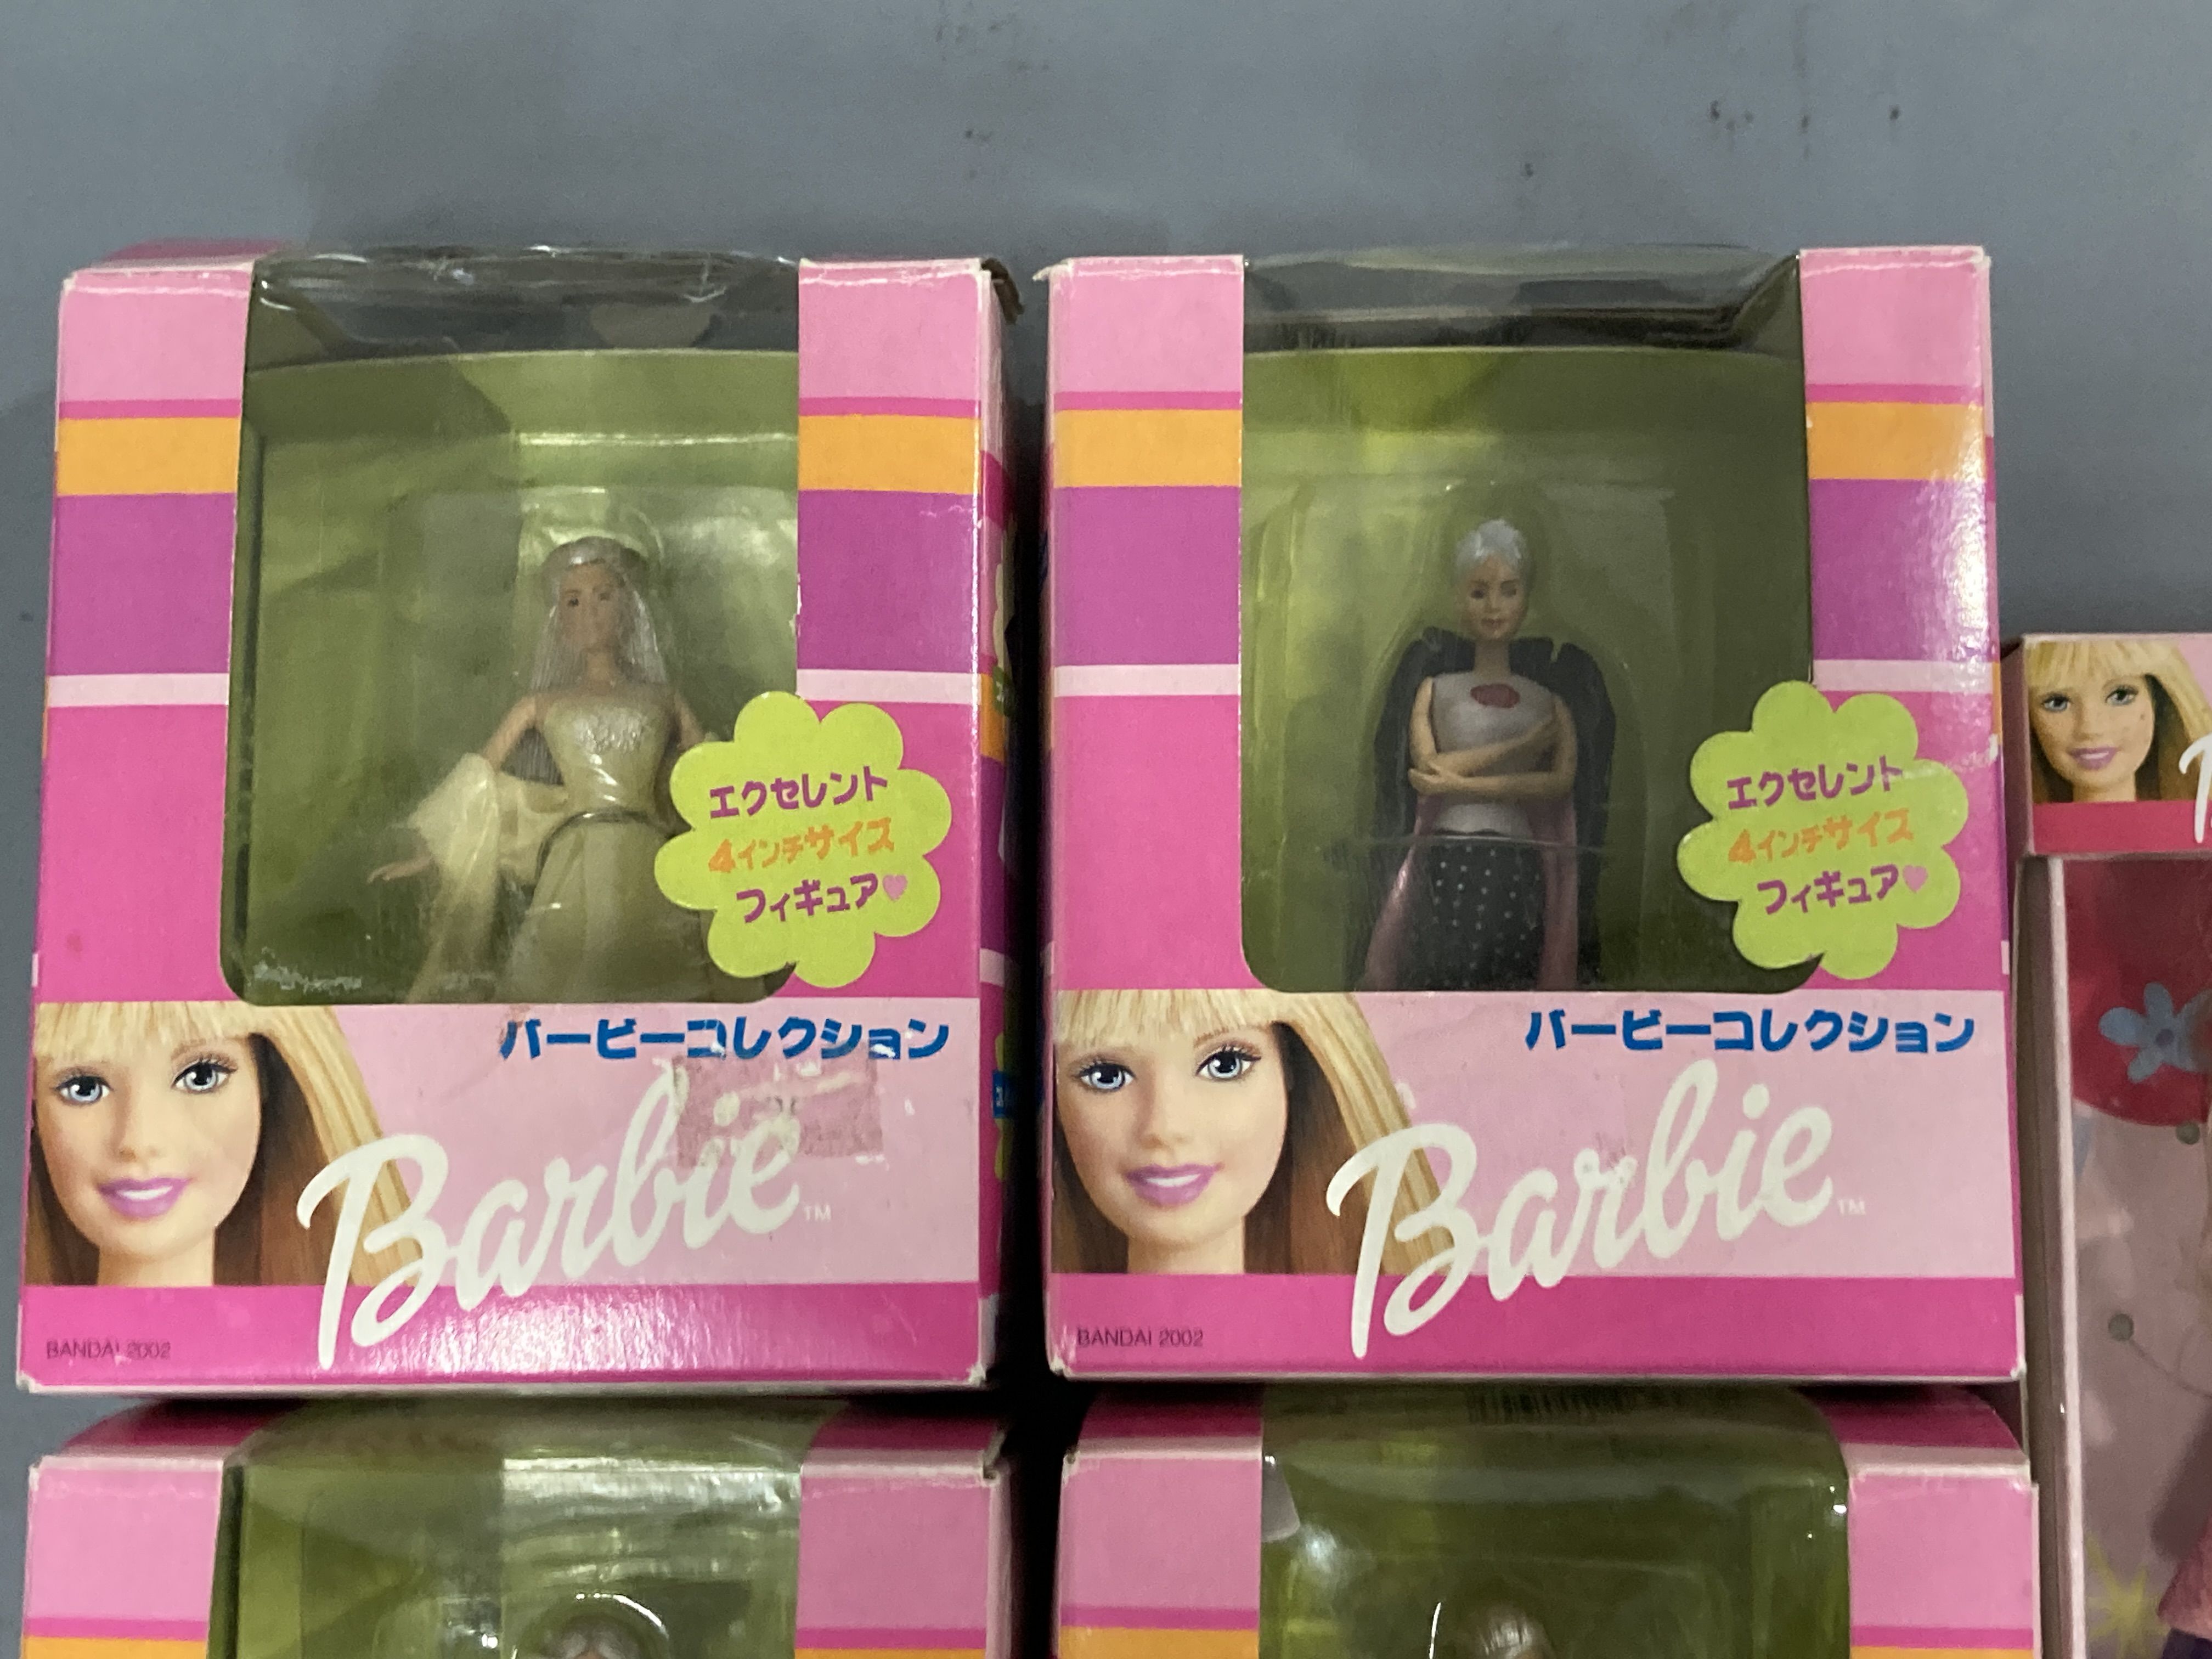 エクセレント
4インチサイズ
フィギュア♥
バービーコレクション
Barbie™
BANDAI 2002
エクセレント
4インチサイズ
フィギュア♥
バービーコレクション
Barbie™
BANDAI 2002